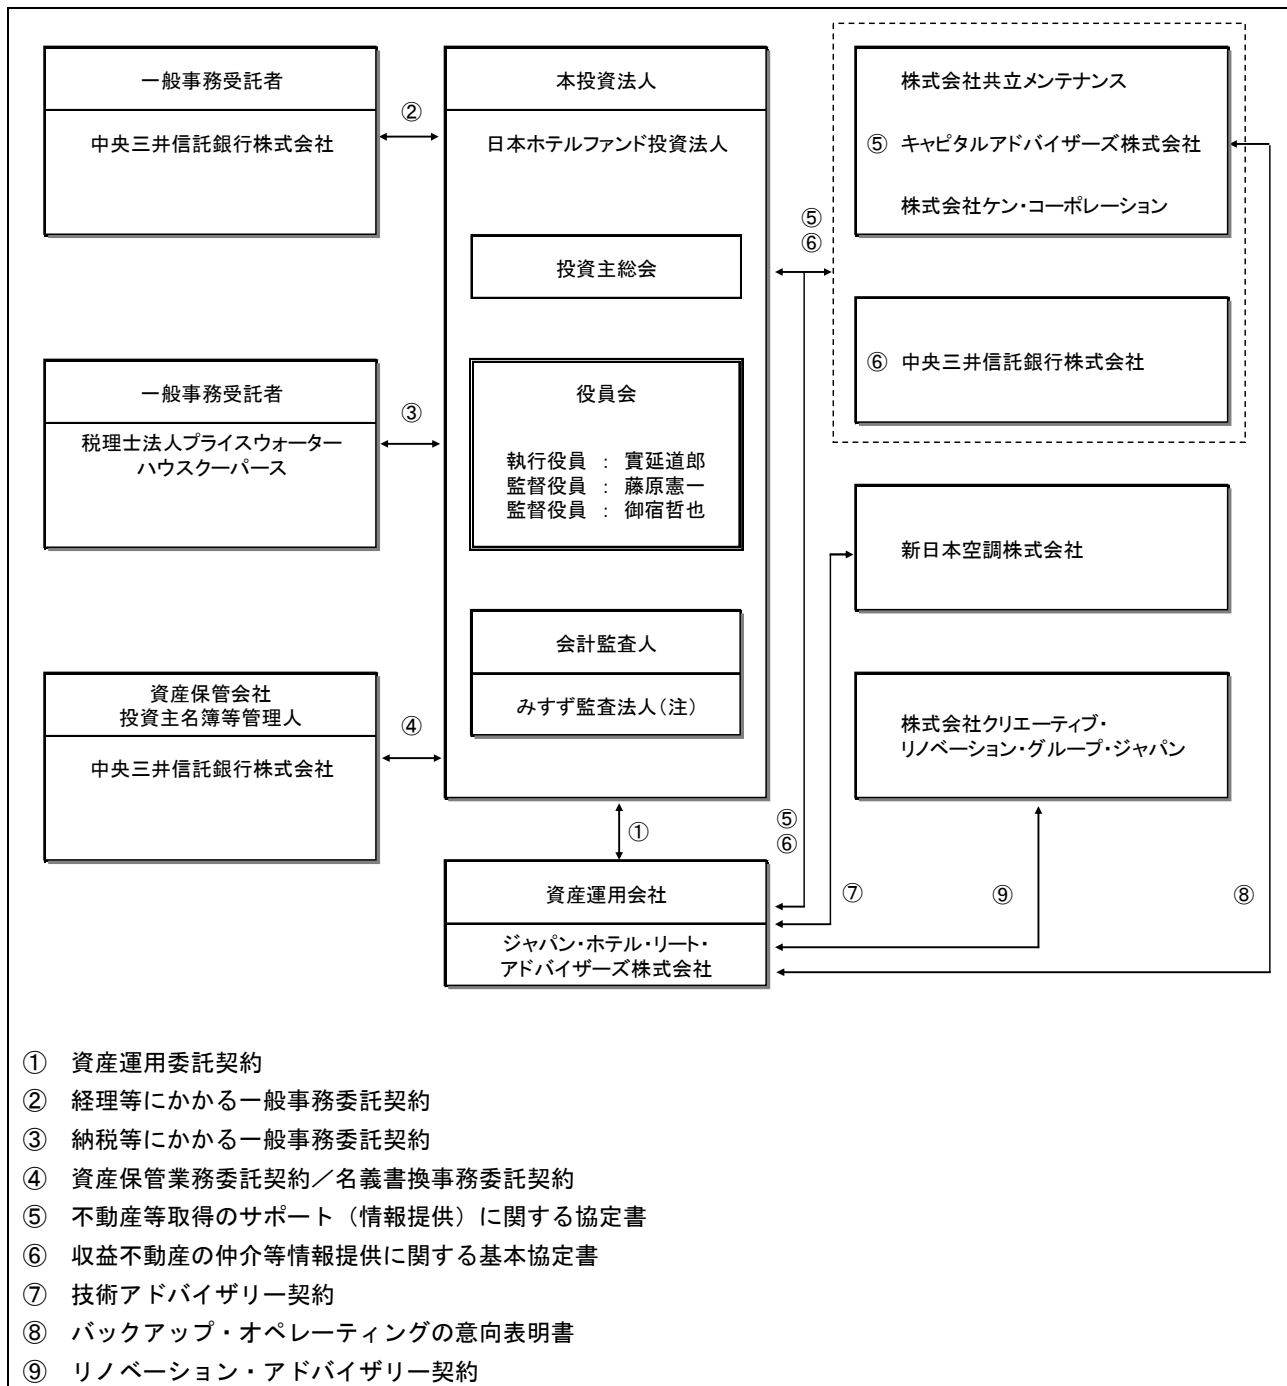 一般事務受託者
中央三井信託銀行株式会社
②
本投資法人
日本ホテルファンド投資法人
投資主総会
役員会
執行役員 ： 實延道郎
監督役員 ： 藤原憲一
監督役員 ： 御宿哲也
会計監査人
みすず監査法人（注）
一般事務受託者
税理士法人プライスウォーター
ハウスクーパース
③
資産保管会社
投資主名簿等管理人
中央三井信託銀行株式会社
④
①
資産運用会社
ジャパン・ホテル・リート・
アドバイザーズ株式会社
⑤
⑥
株式会社共立メンテナンス
⑤ キャピタルアドバイザーズ株式会社
株式会社ケン・コーポレーション
⑥ 中央三井信託銀行株式会社
新日本空調株式会社
株式会社クリエーティブ・
リノベーション・グループ・ジャパン
⑤
⑥
⑦
⑨
⑧
① 資産運用委託契約
② 経理等にかかる一般事務委託契約
③ 納税等にかかる一般事務委託契約
④ 資産保管業務委託契約／名義書換事務委託契約
⑤ 不動産等取得のサポート（情報提供）に関する協定書
⑥ 収益不動産の仲介等情報提供に関する基本協定書
⑦ 技術アドバイザリー契約
⑧ バックアップ・オペレーティングの意向表明書
⑨ リノベーション・アドバイザリー契約